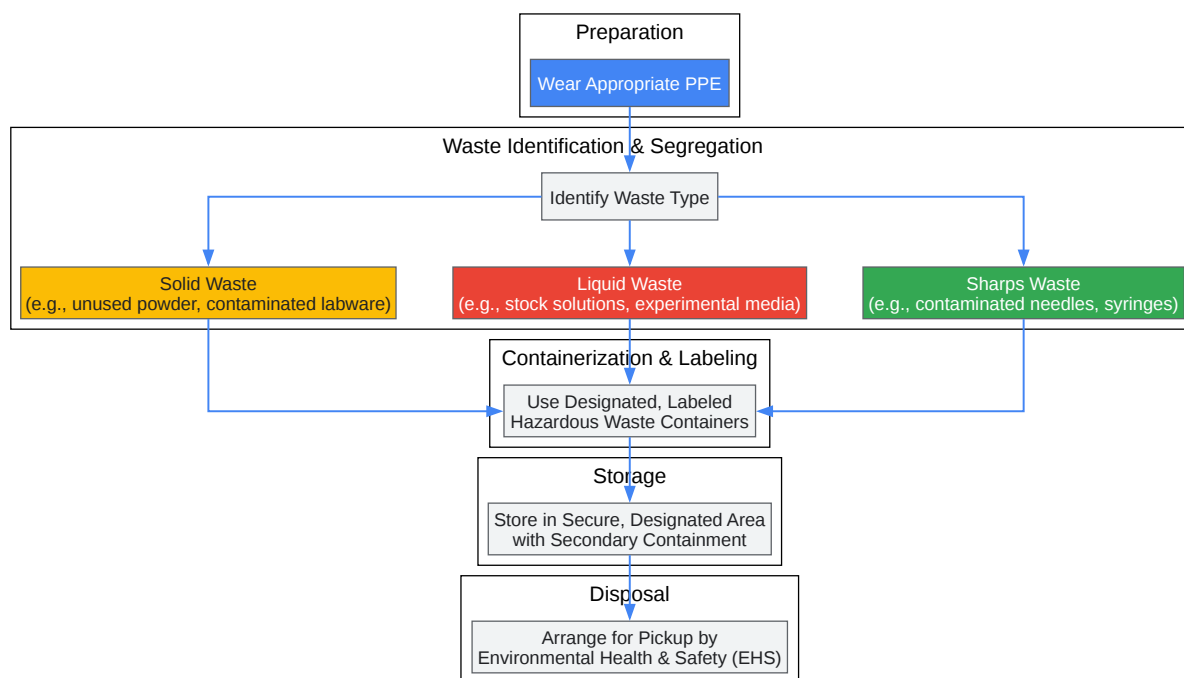 Preparation
Wear Appropriate PPE
Waste Identification & Segregation
Identify Waste Type
Solid Waste
(e.g., unused powder, contaminated labware)
Liquid Waste
(e.g., stock solutions, experimental media)
Sharps Waste
(e.g., contaminated needles, syringes)
Containerization & Labeling
Use Designated, Labeled
Hazardous Waste Containers
Storage
Store in Secure, Designated Area
with Secondary Containment
Disposal
Arrange for Pickup by
Environmental Health & Safety (EHS)